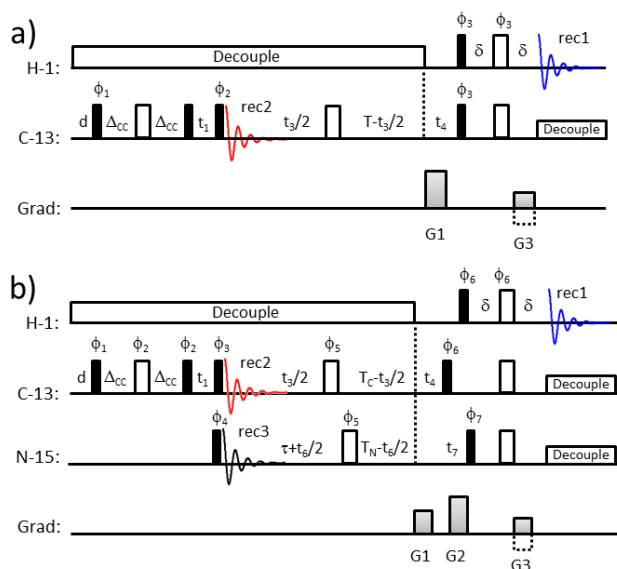 a)
ϕ3 ϕ3
H-1: Decouple δ δ rec1
ϕ1 ϕ2 ϕ3
C-13: d ΔCC ΔCC t1 rec2 t3/2 T-t3/2 t4 Decouple
Grad:
G1 G3
b)
ϕ6 ϕ6
H-1: Decouple δ δ rec1
ϕ1 ϕ2 ϕ2 ϕ3 ϕ5 ϕ6
C-13: d ΔCC ΔCC t1 rec2 t3/2 TC-t3/2 t4 Decouple
ϕ4 ϕ5 ϕ7
N-15: rec3 τ+t6/2 TN-t6/2 t7 Decouple
Grad:
G1 G2 G3